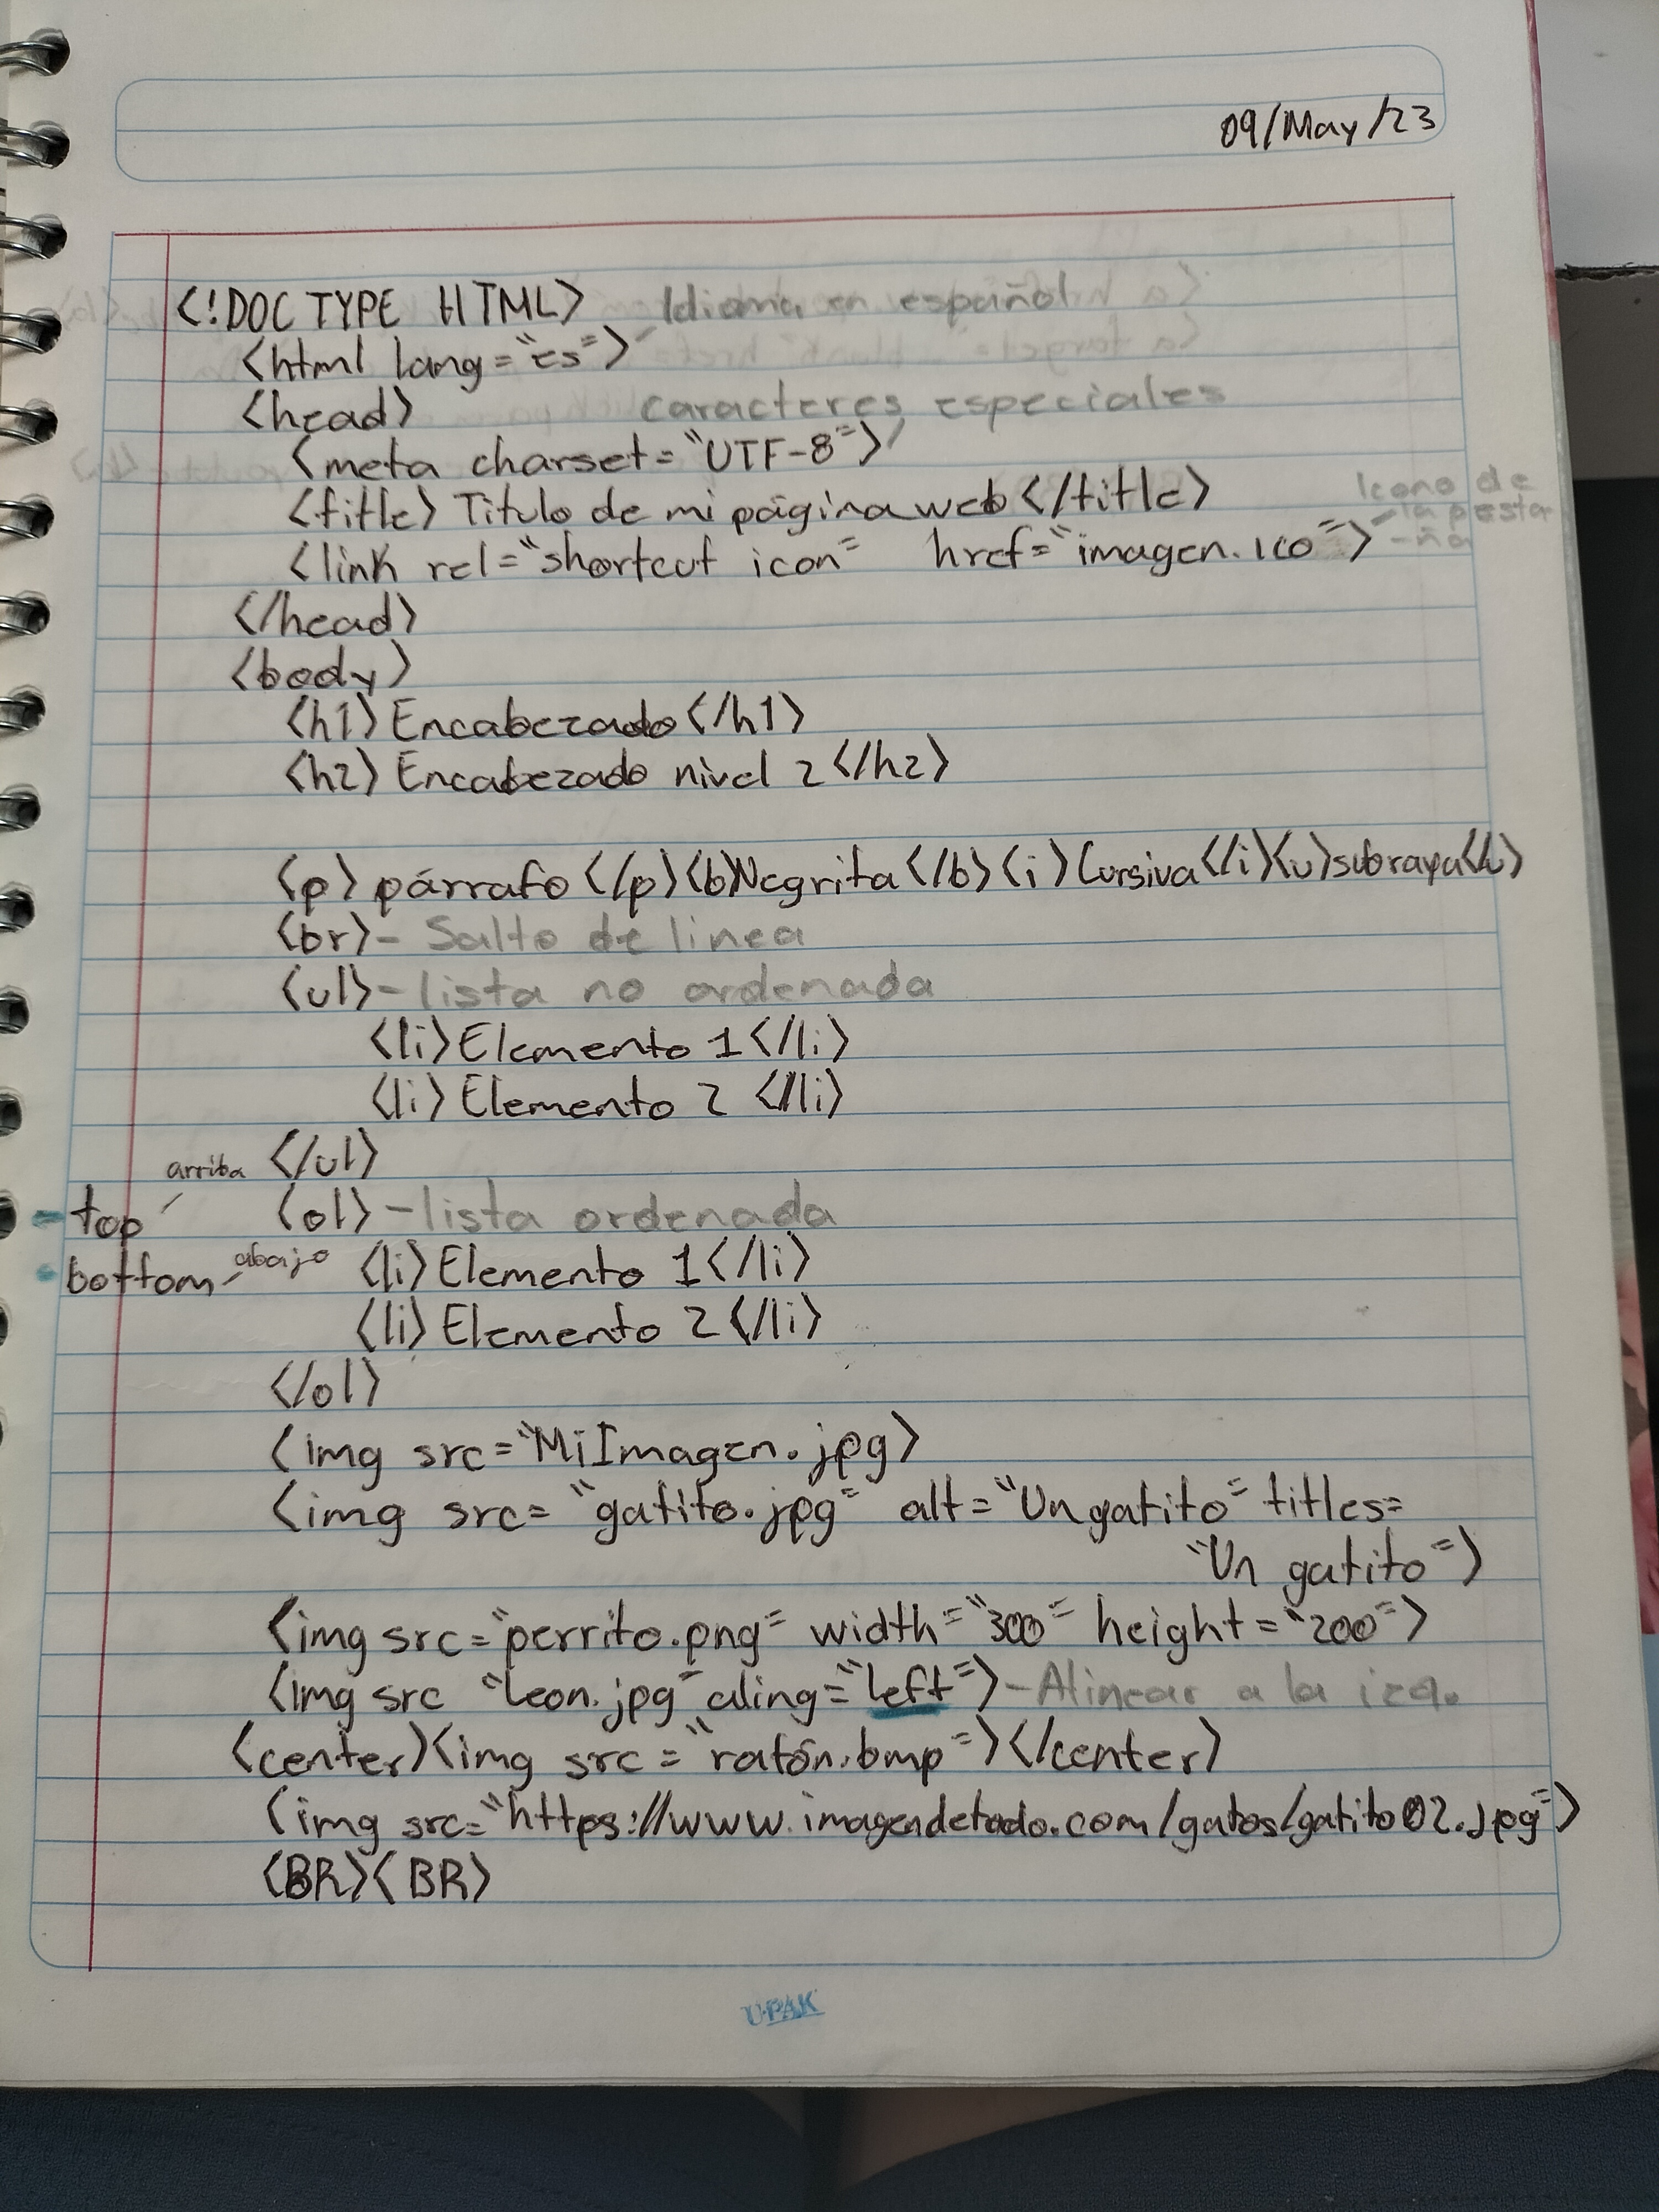 09/May/23
<!DOCTYPE HTML> Idioma en español
<html lang="es">
<head> caracteres especiales
<meta charset="UTF-8">
<title> Titulo de mi página web </title>
<link rel="shortcut icon" href="imagen.ico"> Icono de
la pesta
-ña
</head>
<body>
<h1> Encabezado </h1>
<h2> Encabezado nivel 2 </h2>
<p> párrafo </p><b>Negrita </b><i> Cursiva </i><u>subraya</u>
<br> - Salto de linea
<ul> - lista no ordenada
<li> Elemento 1 </li>
<li> Elemento 2 </li>
arriba </ul>
- top <ol> - lista ordenada
bottom abajo <li> Elemento 1 </li>
<li> Elemento 2 </li>
</ol>
<img src="MiImagen.jpg>
<img src= "gatito.jpg" alt="Un gatito" titles=
"Un gatito">
<img src="perrito.png" width="300" height="200">
<img src "leon.jpg" aling="left"> - Alinear a la izq.
<center><img src="ratón.bmp"></center>
<img src="https://www.imagendetodo.com/gatos/gatito02.jpg">
<BR><BR>
U-PAK